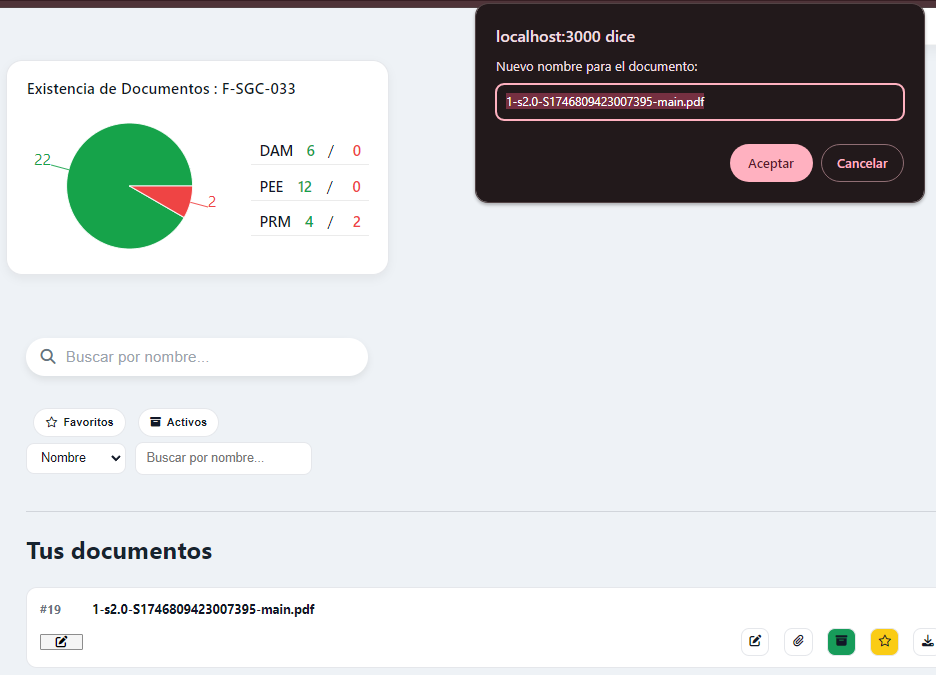 localhost:3000 dice
Nuevo nombre para el documento:
1-s2.0-S1746809423007395-main.pdf
Aceptar
Cancelar
Existencia de Documentos : F-SGC-033
22
2
DAM 6 / 0
PEE 12 / 0
PRM 4 / 2
Buscar por nombre...
Favoritos
Activos
Nombre
Buscar por nombre...
Tus documentos
#19 1-s2.0-S1746809423007395-main.pdf